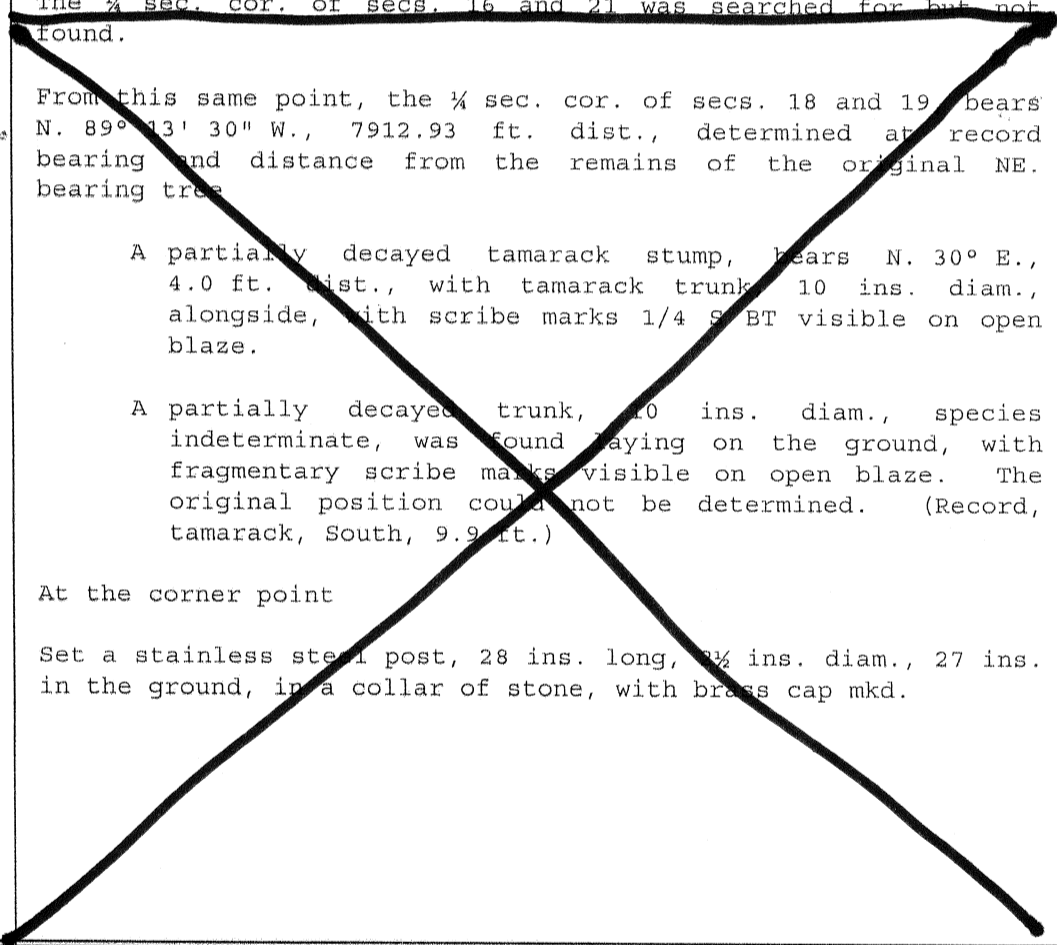 The ¼ sec. cor. of secs. 16 and 21 was searched for but not
found.
From this same point, the ¼ sec. cor. of secs. 18 and 19, bears
N. 89° 13' 30" W., 7912.93 ft. dist., determined at record
bearing and distance from the remains of the original NE.
bearing tree
A partially decayed tamarack stump, bears N. 30° E.,
4.0 ft. dist., with tamarack trunk, 10 ins. diam.,
alongside, with scribe marks 1/4 S BT visible on open
blaze.
A partially decayed trunk, 10 ins. diam., species
indeterminate, was found laying on the ground, with
fragmentary scribe marks visible on open blaze. The
original position could not be determined. (Record,
tamarack, South, 9.9 ft.)
At the corner point
Set a stainless steel post, 28 ins. long, 2½ ins. diam., 27 ins.
in the ground, in a collar of stone, with brass cap mkd.